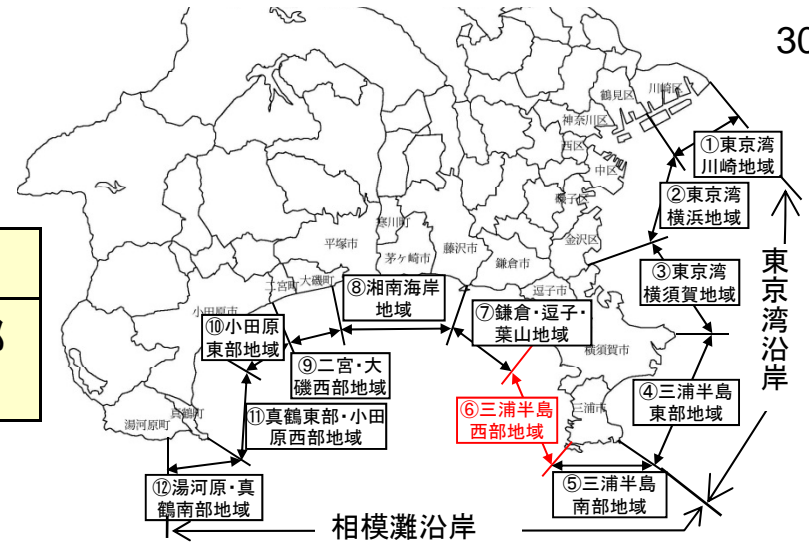 30
鶴見区
川崎区
神奈川区
西区
中区
磯子区
金沢区
①東京湾
川崎地域
②東京湾
横浜地域
③東京湾
横須賀地域
東京湾沿岸
平塚市
寒川町
茅ヶ崎市
藤沢市
鎌倉市
逗子市
大磯町
二宮町
小田原市
⑧湘南海岸
地域
⑦鎌倉・逗子・
葉山地域
横須賀市
⑩小田原
東部地域
⑨二宮・大
磯西部地域
④三浦半島
東部地域
⑥三浦半島
西部地域
三浦市
真鶴町
湯河原町
⑪真鶴東部・小田
原西部地域
⑫湯河原・真
鶴南部地域
⑤三浦半島
南部地域
相模灘沿岸